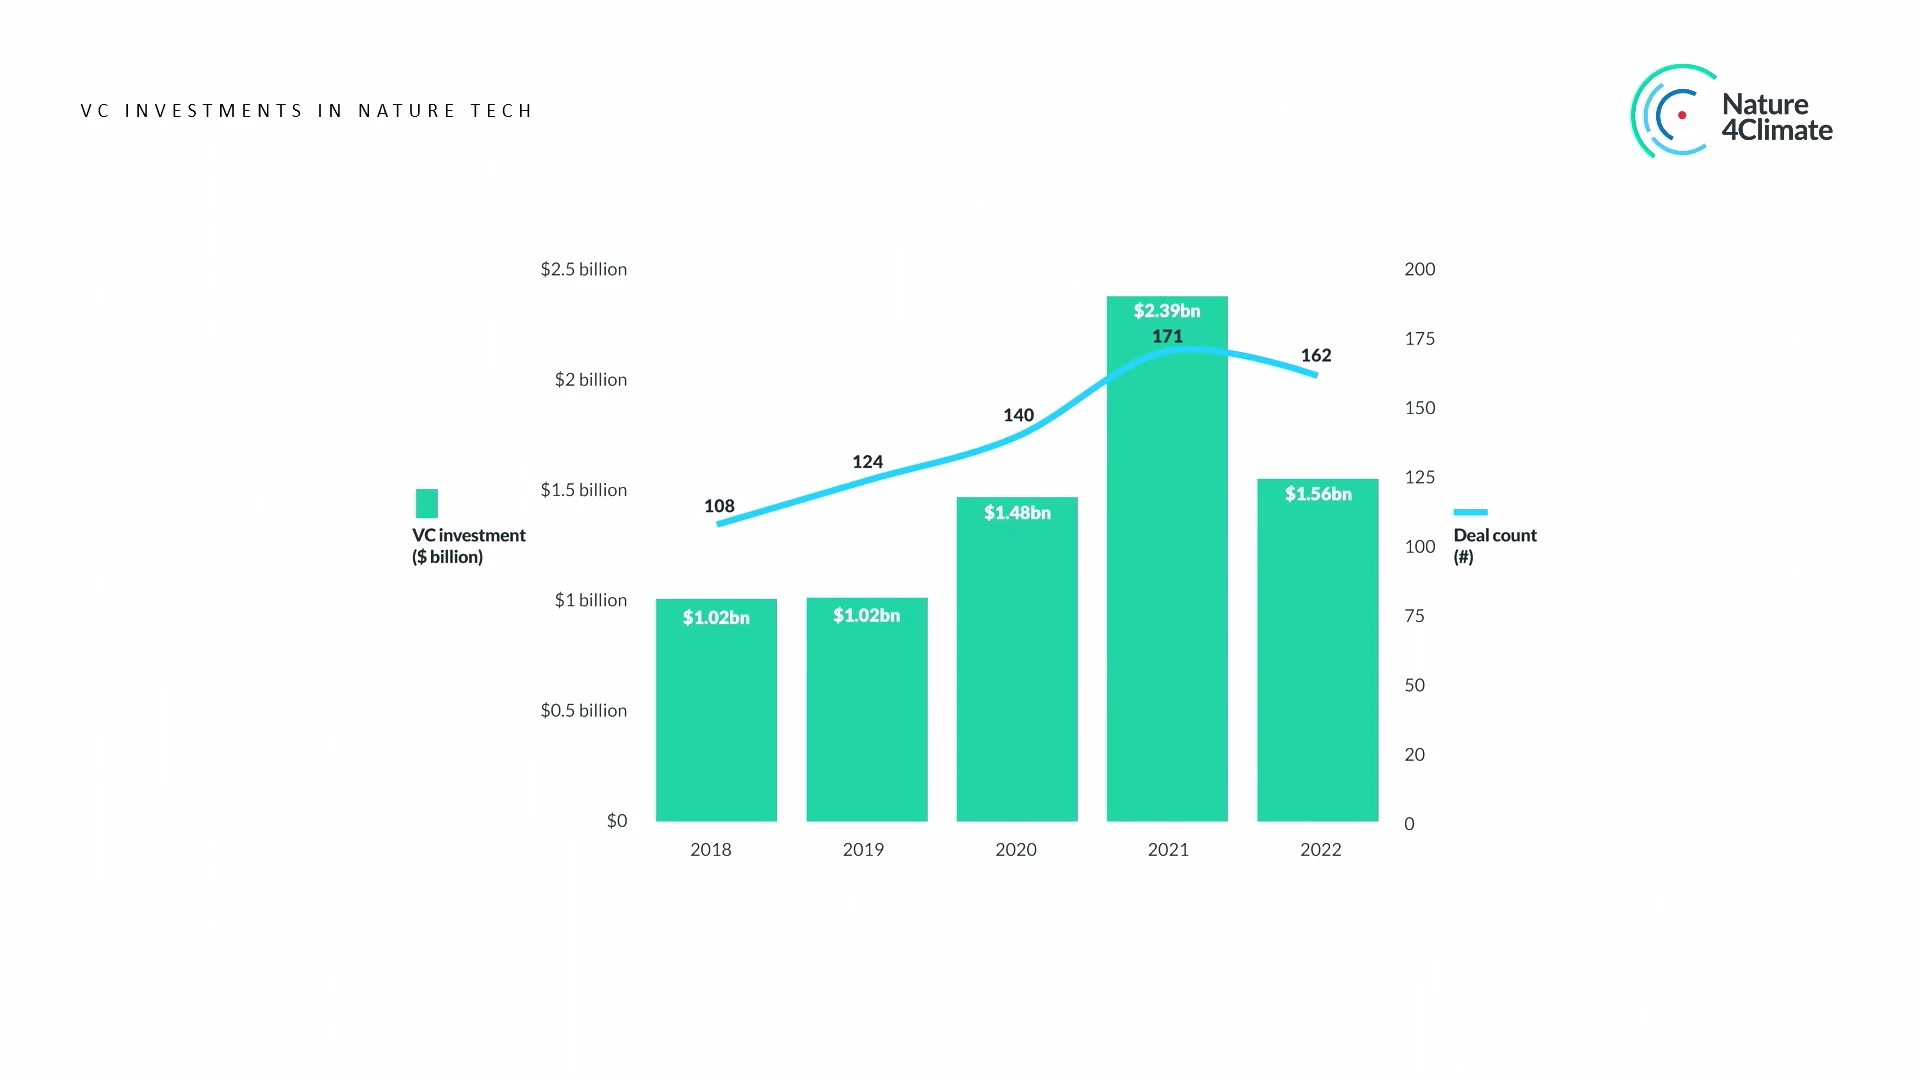 VC INVESTMENTS IN NATURE TECH
Nature
4Climate
$2.5 billion
$2 billion
$1.5 billion
$1 billion
$0.5 billion
$0
VC investment
($ billion)
108
124
140
$2.39bn
171
162
$1.02bn
$1.02bn
$1.48bn
$1.56bn
200
175
150
125
100
75
50
20
0
Deal count
(#)
2018
2019
2020
2021
2022